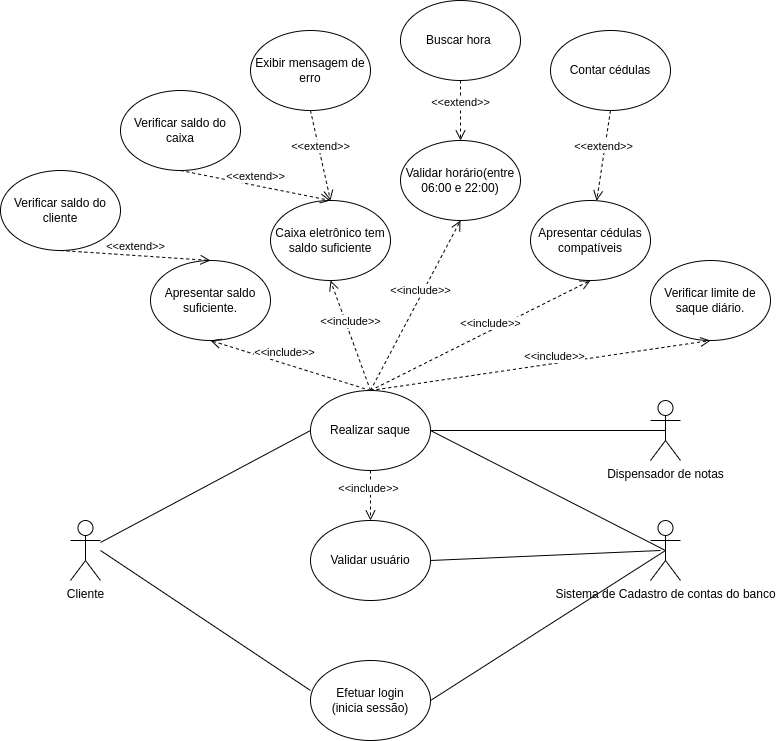 Buscar hora
Exibir mensagem de
erro
Contar cédulas
<<extend>>
Verificar saldo do
caixa
<<extend>>
<<extend>>
<<extend>>
Validar horário(entre
06:00 e 22:00)
Verificar saldo do
cliente
<<extend>>
Caixa eletrônico tem
saldo suficiente
Apresentar cédulas
compatíveis
Apresentar saldo
suficiente.
Verificar limite de
saque diário.
<<include>>
<<include>>
<<include>>
<<include>>
<<include>>
Realizar saque
Dispensador de notas
<<include>>
Validar usuário
Cliente
Sistema de Cadastro de contas do banco
Efetuar login
(inicia sessão)